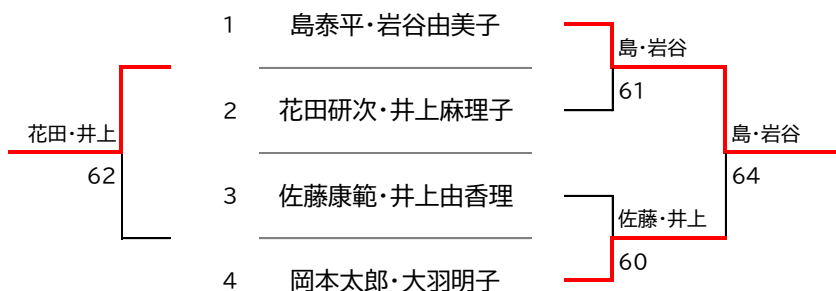 1 島泰平・岩谷由美子
島・岩谷
61
2 花田研次・井上麻理子
花田・井上
62
島・岩谷
64
3 佐藤康範・井上由香理
佐藤・井上
60
4 岡本太郎・大羽明子